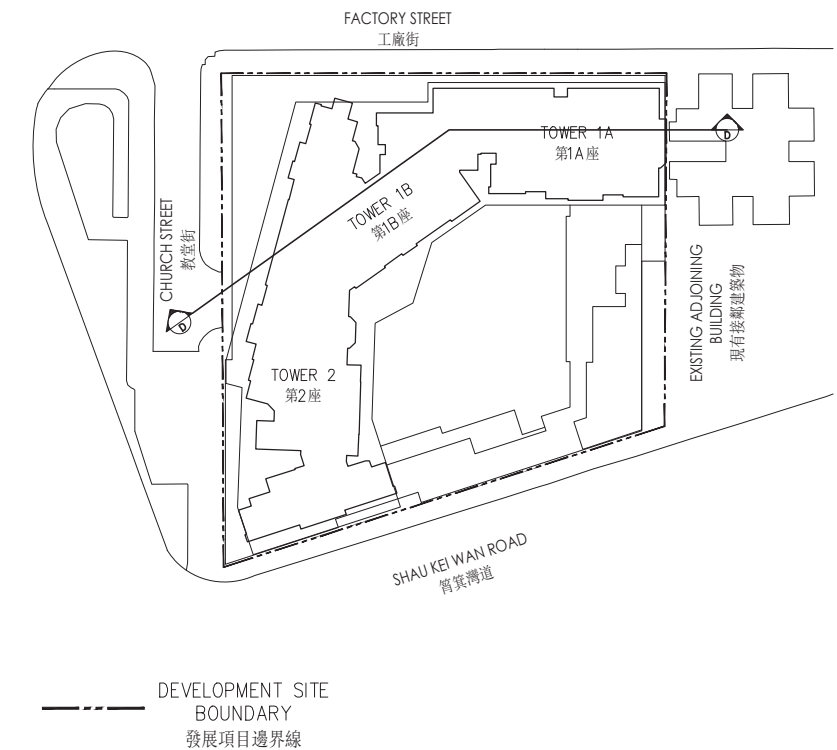 FACTORY STREET
工廠街
TOWER 1A
第1A座
D
TOWER 1B
第1B座
CHURCH STREET
教堂街
D
EXISTING ADJOINING
BUILDING
現有接鄰建築物
TOWER 2
第2座
SHAU KEI WAN ROAD
筲箕灣道
DEVELOPMENT SITE
BOUNDARY
發展項目邊界線